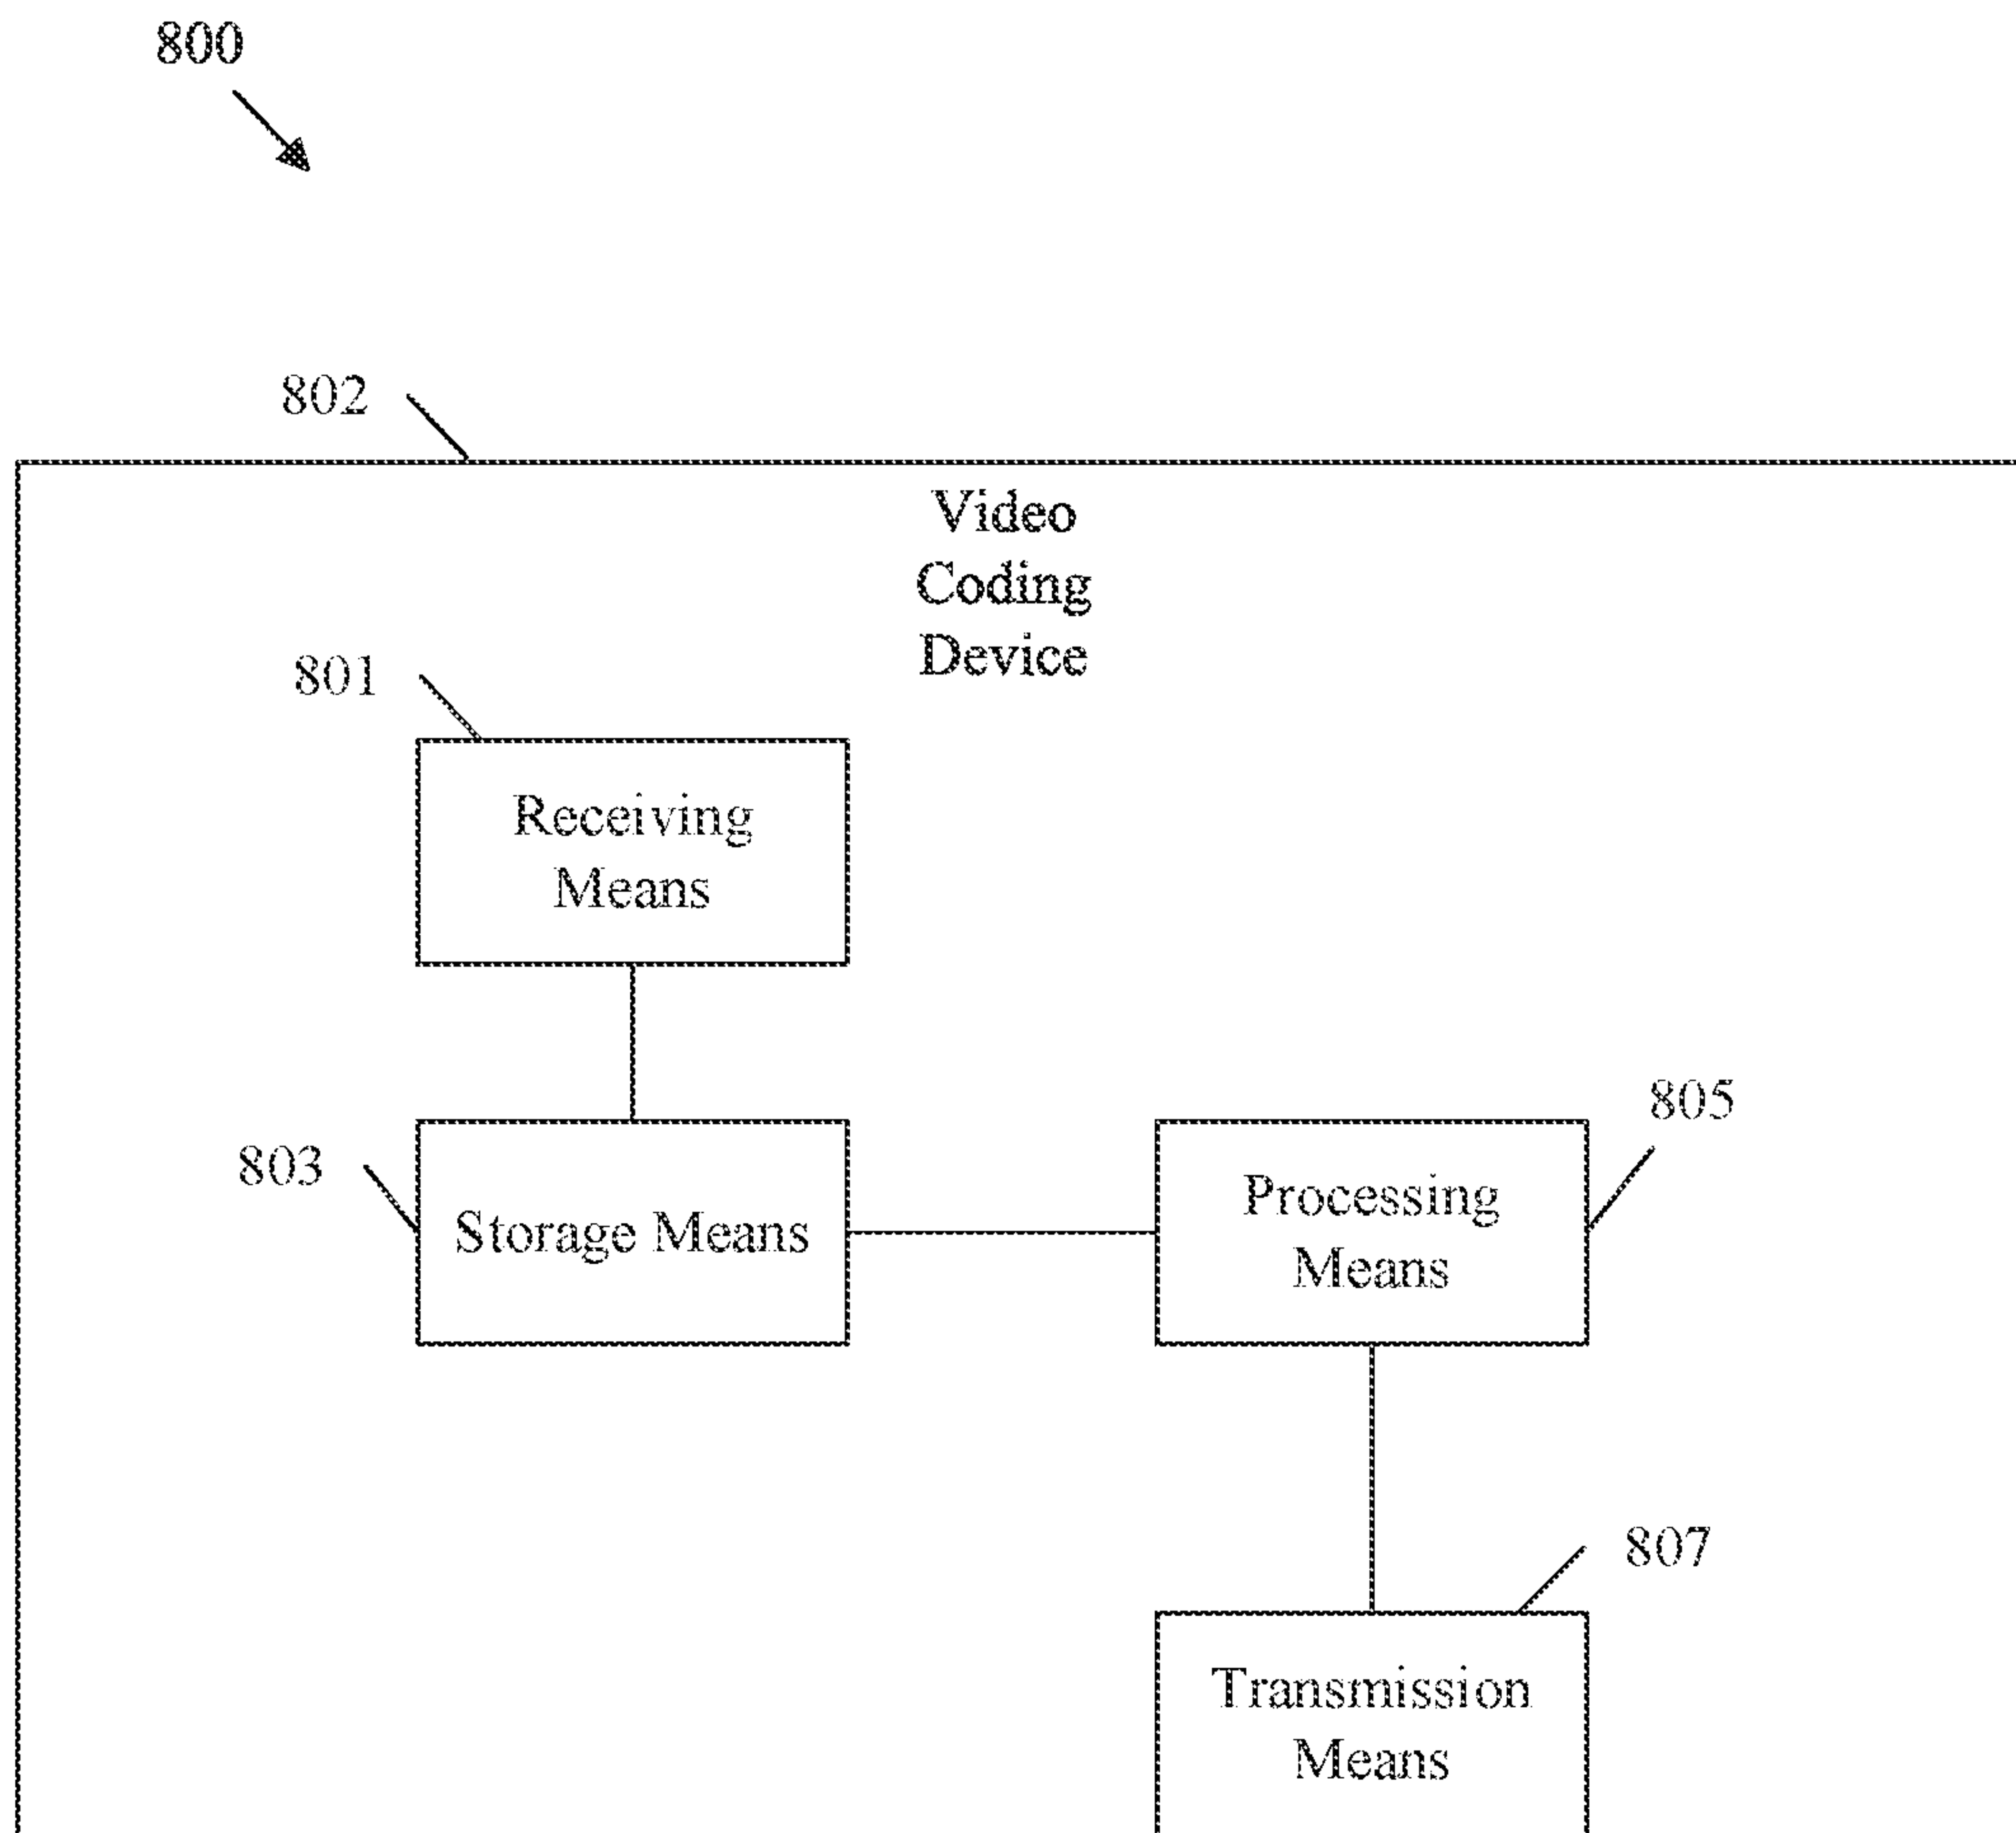 800
802
Video
Coding
Device
801
Receiving
Means
803
Storage Means
805
Processing
Means
807
Transmission
Means